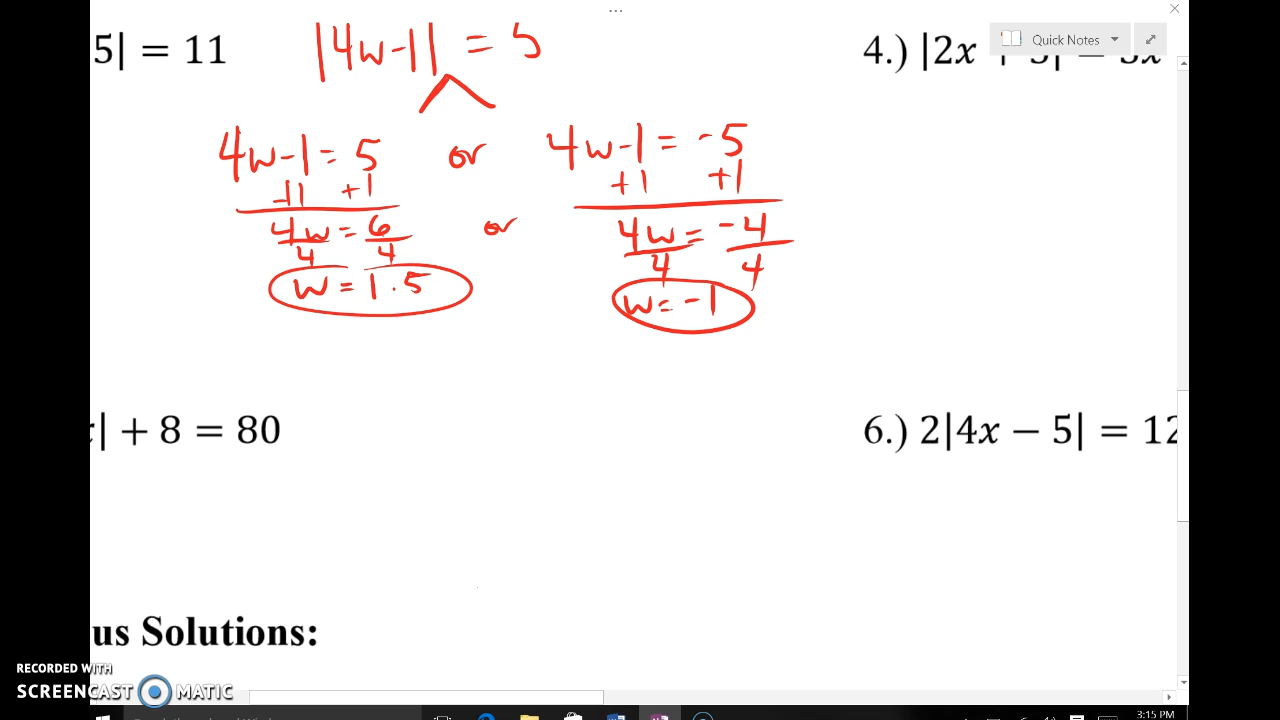 5| = 11
|4w-1| = 5
Quick Notes
4.) |2x
4w-1 = 5 or 4w-1 = -5
+1 +1 +1
4w = 6 or 4w = -4
4 4 4 4
w = 1.5 w = -1
| + 8 = 80
6.) 2|4x − 5| = 12
us Solutions:
RECORDED WITH
SCREENCAST MATIC
3:15 PM